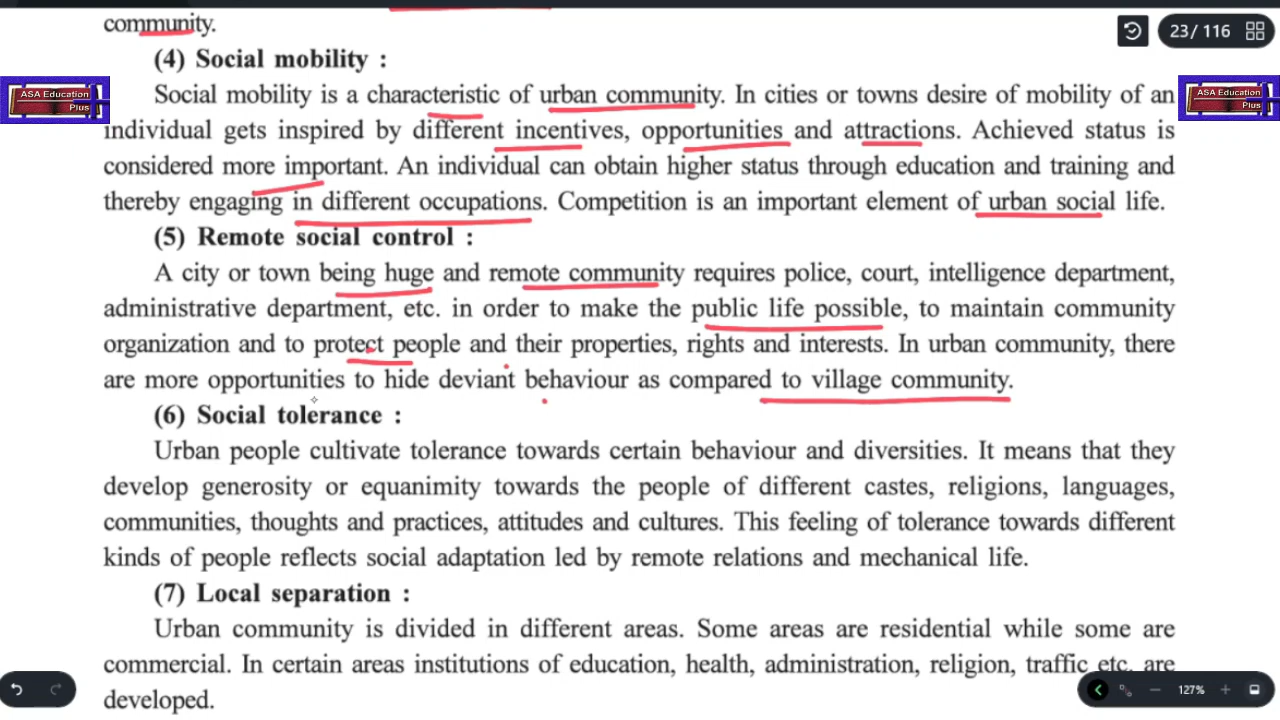 community.
23/ 116
(4) Social mobility :
ASA Education
Plus
Social mobility is a characteristic of urban community. In cities or towns desire of mobility of an
ASA Education
Plus
individual gets inspired by different incentives, opportunities and attractions. Achieved status is
considered more important. An individual can obtain higher status through education and training and
thereby engaging in different occupations. Competition is an important element of urban social life.
(5) Remote social control :
A city or town being huge and remote community requires police, court, intelligence department,
administrative department, etc. in order to make the public life possible, to maintain community
organization and to protect people and their properties, rights and interests. In urban community, there
are more opportunities to hide deviant behaviour as compared to village community.
(6) Social tolerance :
Urban people cultivate tolerance towards certain behaviour and diversities. It means that they
develop generosity or equanimity towards the people of different castes, religions, languages,
communities, thoughts and practices, attitudes and cultures. This feeling of tolerance towards different
kinds of people reflects social adaptation led by remote relations and mechanical life.
(7) Local separation :
Urban community is divided in different areas. Some areas are residential while some are
commercial. In certain areas institutions of education, health, administration, religion, traffic etc. are
developed.
127%